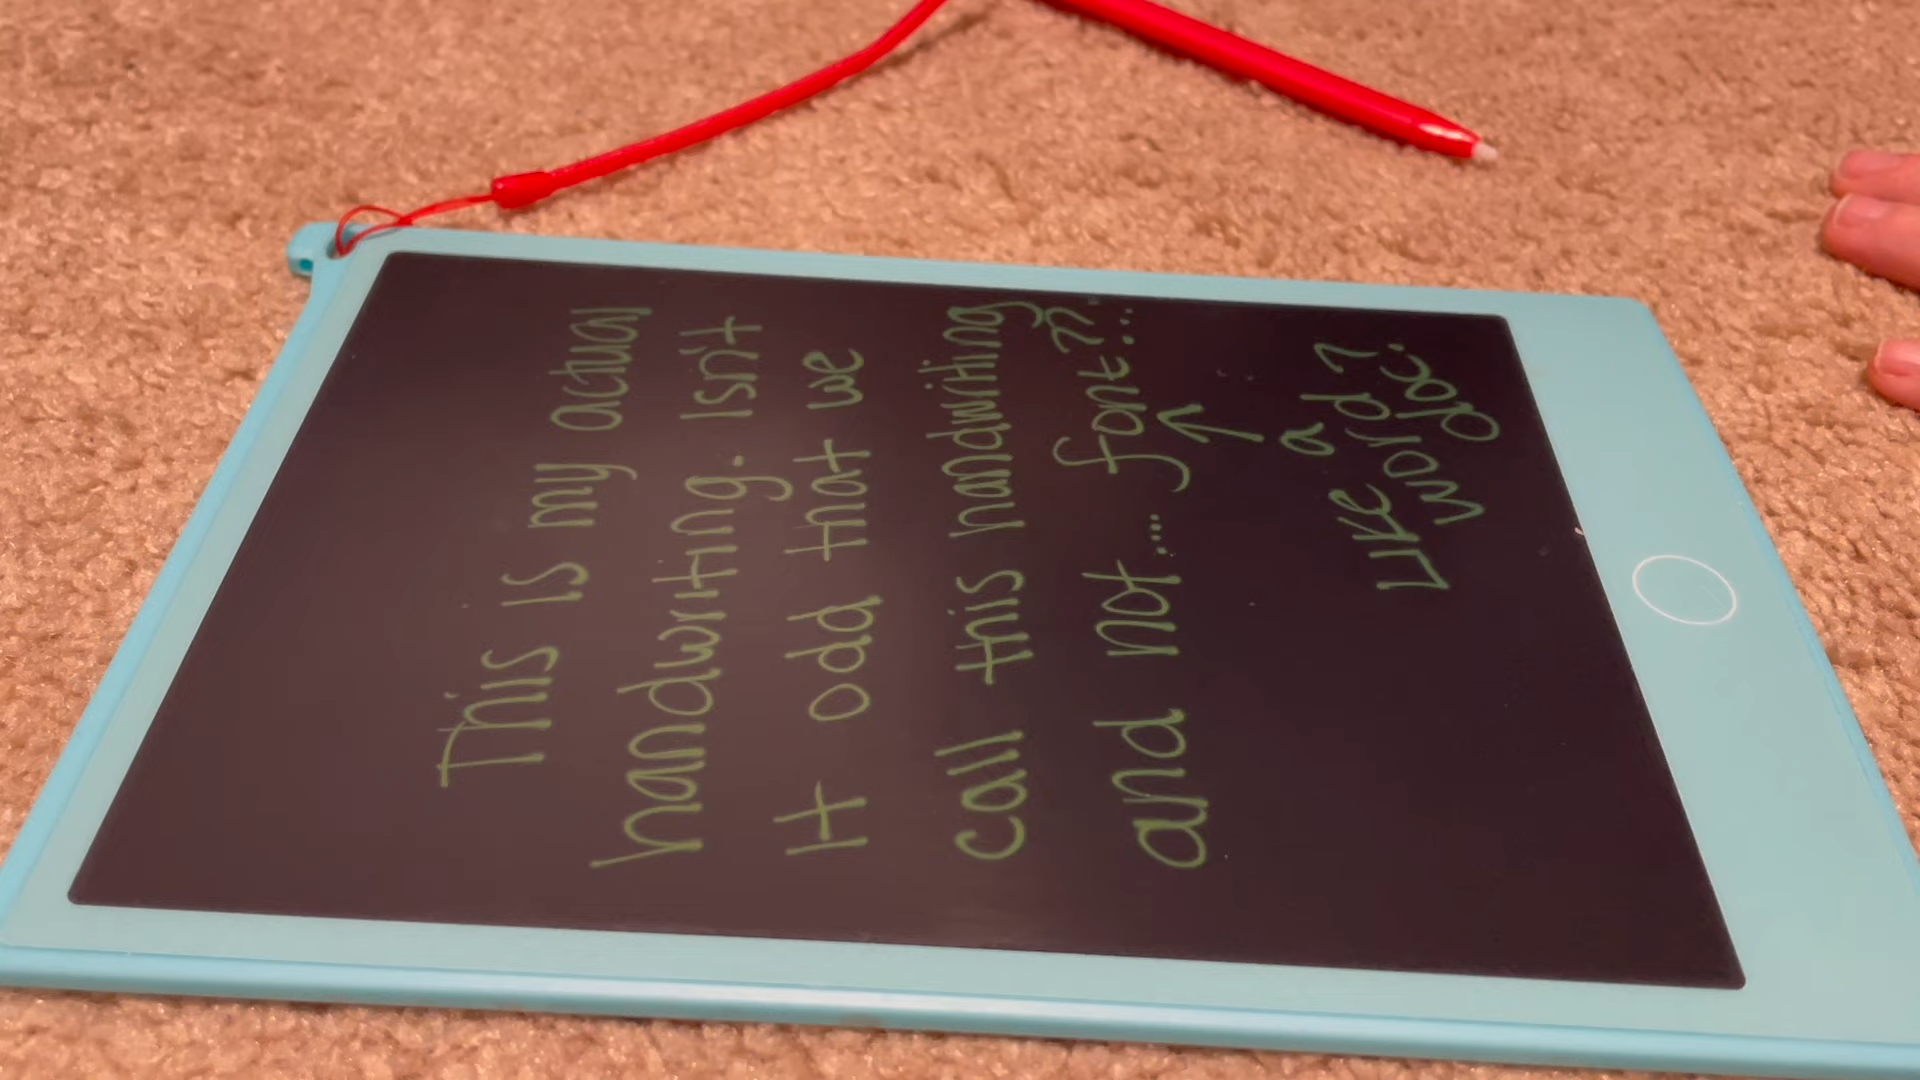 This is my actual
handwriting. Isn't
it odd that we
call this handwriting
and not.... font??...
↑
Like a
word?
doc.